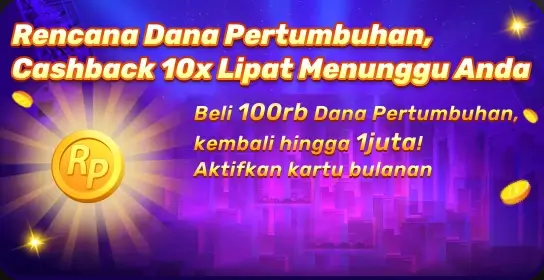 Rencana Dana Pertumbuhan,
Cashback 10x Lipat Menunggu Anda
Beli 100rb Dana Pertumbuhan,
kembali hingga 1juta!
Aktifkan kartu bulanan
Rp